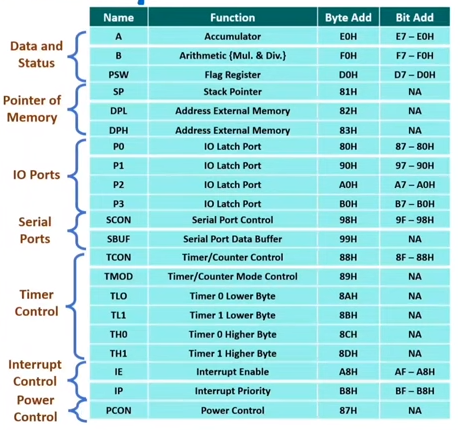 Name Function Byte Add Bit Add
Data and Status
A Accumulator E0H E7 – E0H
B Arithmetic {Mul. & Div.} F0H F7 – F0H
PSW Flag Register D0H D7 – D0H
Pointer of Memory
SP Stack Pointer 81H NA
DPL Address External Memory 82H NA
DPH Address External Memory 83H NA
IO Ports
P0 IO Latch Port 80H 87 – 80H
P1 IO Latch Port 90H 97 – 90H
P2 IO Latch Port A0H A7 – A0H
P3 IO Latch Port B0H B7 – B0H
Serial Ports
SCON Serial Port Control 98H 9F – 98H
SBUF Serial Port Data Buffer 99H NA
Timer Control
TCON Timer/Counter Control 88H 8F – 88H
TMOD Timer/Counter Mode Control 89H NA
TLO Timer 0 Lower Byte 8AH NA
TL1 Timer 1 Lower Byte 8BH NA
TH0 Timer 0 Higher Byte 8CH NA
TH1 Timer 1 Higher Byte 8DH NA
Interrupt Control
IE Interrupt Enable A8H AF – A8H
IP Interrupt Priority B8H BF – B8H
Power Control
PCON Power Control 87H NA